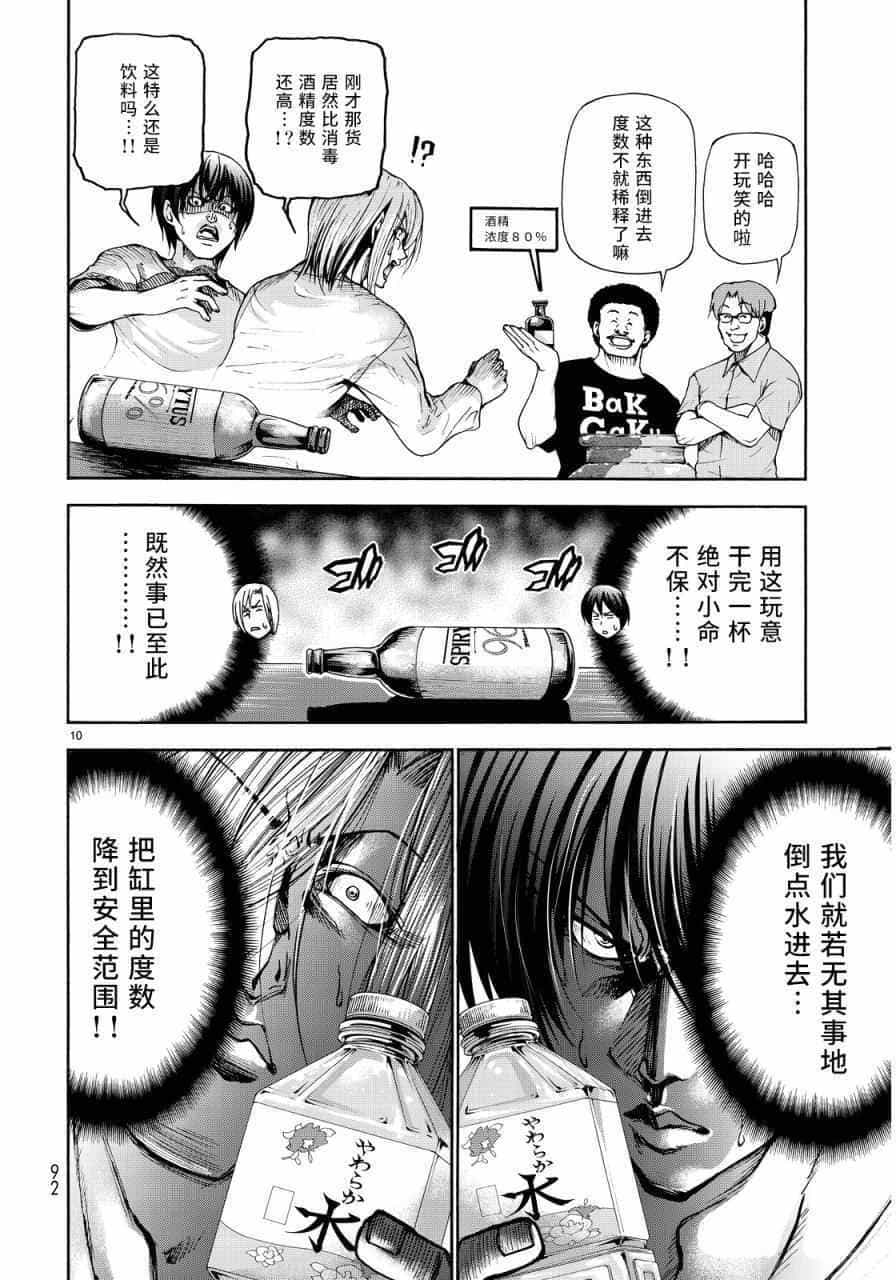 哈哈哈
开玩笑的啦
这种东西倒进去
度数不就稀释了嘛
酒精
浓度８０％
BaK
GaKu
!?
刚才那货
居然比消毒
酒精度数
还高…!?
这特么还是
饮料吗…!!
SPIRYTUS
96%
用这玩意
干完一杯
绝对小命
不保……!!
SPIRYTUS
96
既然事已至此
…………!!
10
我们就若无其事地
倒点水进去…
やわらか
水
把缸里的度数
降到安全范围!!
やわらか
水
92